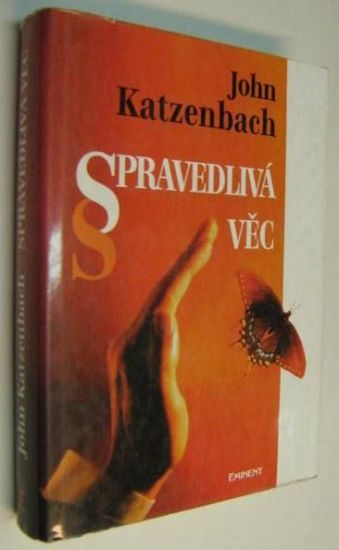 John
Katzenbach
SPRAVEDLIVÁ
§
VĚC
EMINENT
John Katzenbach SPRAVEDLIVÁ VĚC